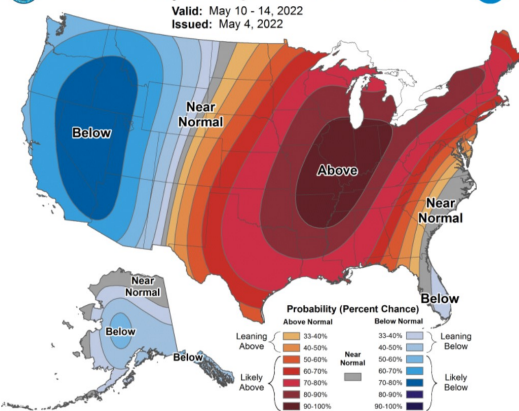 Valid: May 10 - 14, 2022
Issued: May 4, 2022
Near
Normal
Below
Above
Near
Normal
Below
Near
Normal
Below
Below
Probability (Percent Chance)
Above Normal
Below Normal
Leaning
Above
33-40%
40-50%
50-60%
60-70%
70-80%
80-90%
90-100%
Likely
Above
Near
Normal
33-40%
40-50%
50-60%
60-70%
70-80%
80-90%
90-100%
Leaning
Below
Likely
Below